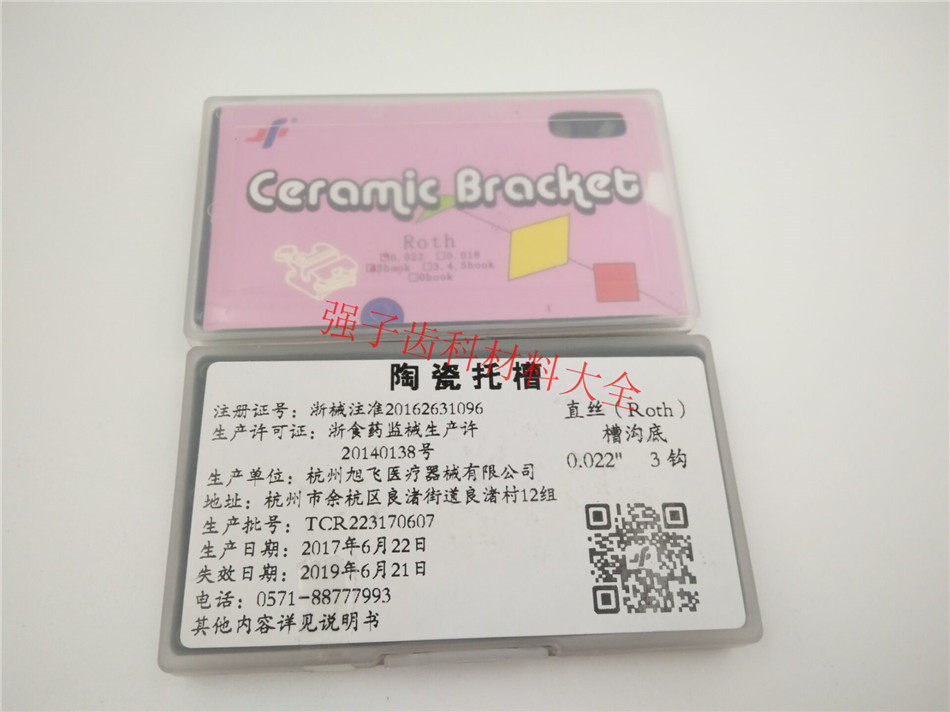 Ceramic Bracket
Roth
0.022 □0.018
3hook □3.4.5hook
□0hook
强子齿科材料大全
陶瓷托槽
注册证号：浙械注准20162631096
生产许可证：浙食药监械生产许
20140138号
生产单位：杭州旭飞医疗器械有限公司
地址：杭州市余杭区良渚街道良渚村12组
生产批号：TCR223170607
生产日期：2017年6月22日
失效日期：2019年6月21日
电话：0571-88777993
其他内容详见说明书
直丝（Roth）
槽沟底
0.022" 3 钩